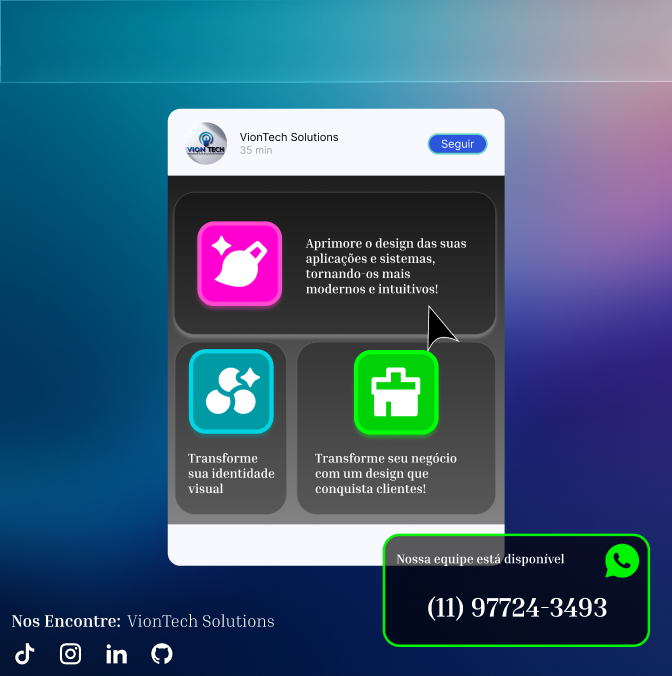 VionTech Solutions
35 min
Seguir
VION TECH
Aprimore o design das suas
aplicações e sistemas,
tornando-os mais
modernos e intuitivos!
Transforme
sua identidade
visual
Transforme seu negócio
com um design que
conquista clientes!
Nossa equipe está disponível
(11) 97724-3493
Nos Encontre: VionTech Solutions
in